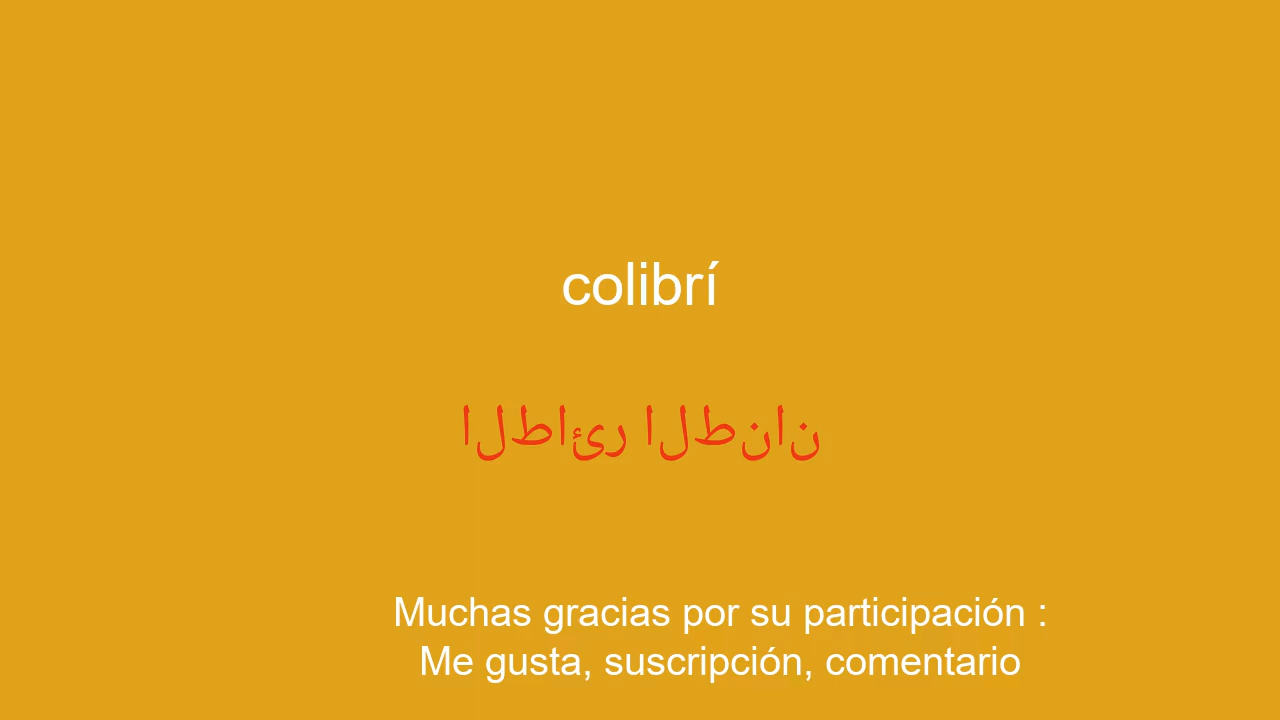 colibrí
الطائر الطنان
Muchas gracias por su participación :
Me gusta, suscripción, comentario